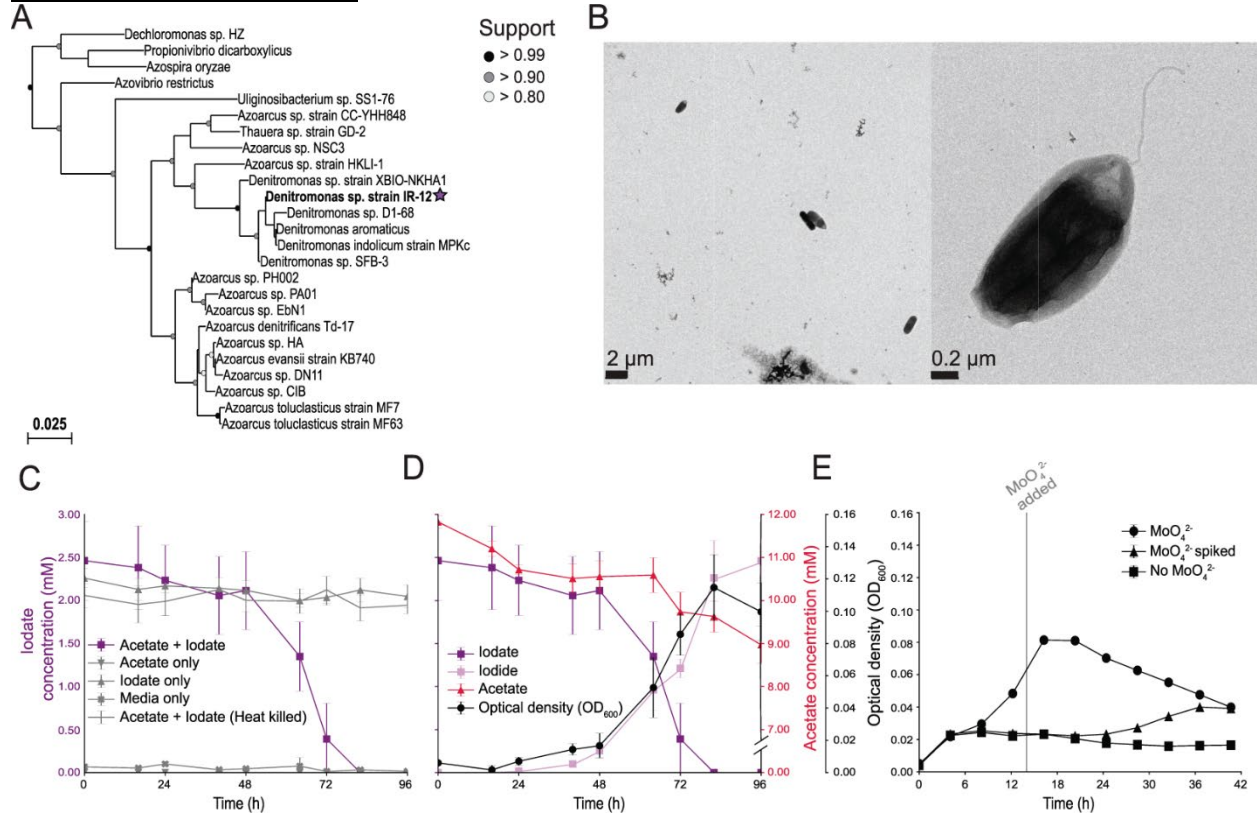 A
Dechloromonas sp. HZ
Propionivibrio dicarboxylicus
Azospira oryzae
Azovibrio restrictus
Uliginosibacterium sp. SS1-76
Azoarcus sp. strain CC-YHH848
Thauera sp. strain GD-2
Azoarcus sp. NSC3
Azoarcus sp. strain HKLI-1
Denitromonas sp. strain XBIO-NKHA1
Denitromonas sp. strain IR-12
Denitromonas sp. D1-68
Denitromonas aromaticus
Denitromonas indolicum strain MPKc
Denitromonas sp. SFB-3
Azoarcus sp. PH002
Azoarcus sp. PA01
Azoarcus sp. EbN1
Azoarcus denitrificans Td-17
Azoarcus sp. HA
Azoarcus evansii strain KB740
Azoarcus sp. DN11
Azoarcus sp. CIB
Azoarcus toluclasticus strain MF7
Azoarcus toluclasticus strain MF63
0.025
Support
> 0.99
> 0.90
> 0.80
B
2 µm
0.2 µm
C
Iodate
concentration (mM)
3.00
2.50
2.00
1.50
1.00
0.50
0.00
Acetate + Iodate
Acetate only
Iodate only
Media only
Acetate + Iodate (Heat killed)
0 24 48 72 96
Time (h)
D
Iodate
Iodide
Acetate
Optical density (OD600)
0 24 48 72 96
Time (h)
12.00
11.00
10.00
9.00
8.00
7.00
0.00
Acetate concentration (mM)
0.16
0.14
0.12
0.10
0.08
0.06
0.04
0.02
0.00
Optical density (OD600)
E
MoO4 2-
added
0.16
0.14
0.12
0.10
0.08
0.06
0.04
0.02
0.00
MoO4 2-
MoO4 2- spiked
No MoO4 2-
0 6 12 18 24 30 36 42
Time (h)